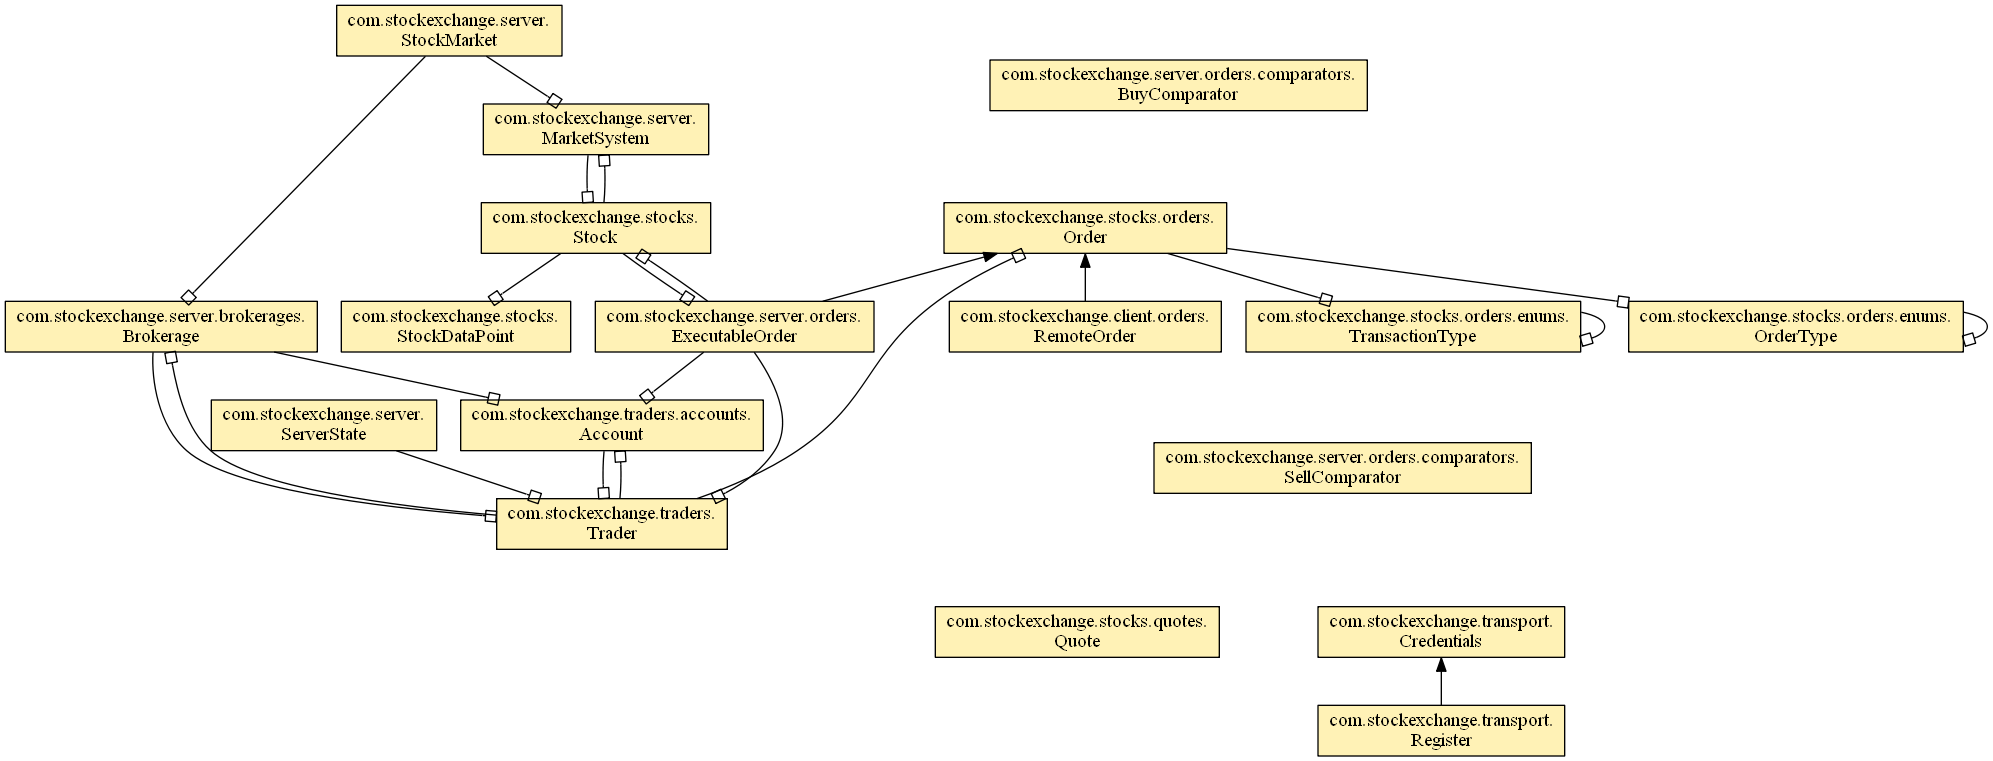 com.stockexchange.server.
StockMarket
com.stockexchange.server.orders.comparators.
BuyComparator
com.stockexchange.server.
MarketSystem
com.stockexchange.stocks.
Stock
com.stockexchange.stocks.orders.
Order
com.stockexchange.server.brokerages.
Brokerage
com.stockexchange.stocks.
StockDataPoint
com.stockexchange.server.orders.
ExecutableOrder
com.stockexchange.client.orders.
RemoteOrder
com.stockexchange.stocks.orders.enums.
TransactionType
com.stockexchange.stocks.orders.enums.
OrderType
com.stockexchange.server.
ServerState
com.stockexchange.traders.accounts.
Account
com.stockexchange.server.orders.comparators.
SellComparator
com.stockexchange.traders.
Trader
com.stockexchange.stocks.quotes.
Quote
com.stockexchange.transport.
Credentials
com.stockexchange.transport.
Register